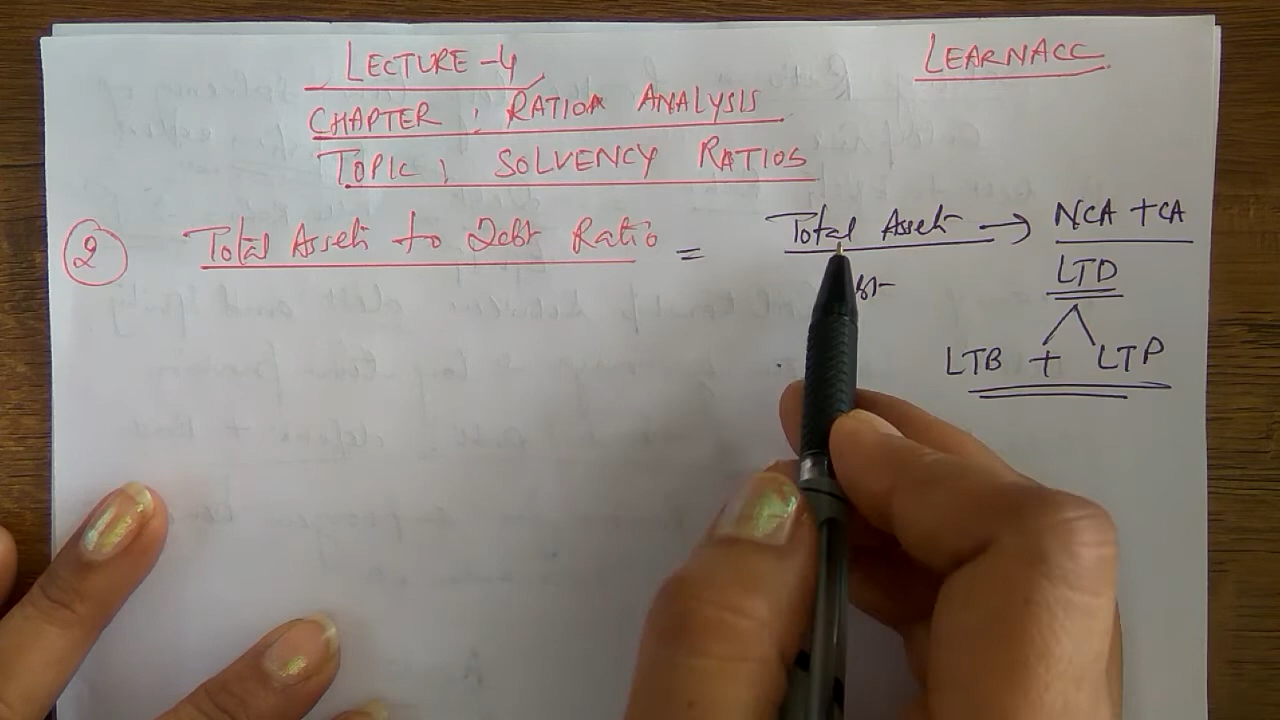 LECTURE -4
LEARNACC
CHAPTER : RATION ANALYSIS
TOPIC : SOLVENCY RATIOS
2 Total Assets to Debt Ratio = Total Assets → NCA + CA
LTD
LTB + LTP